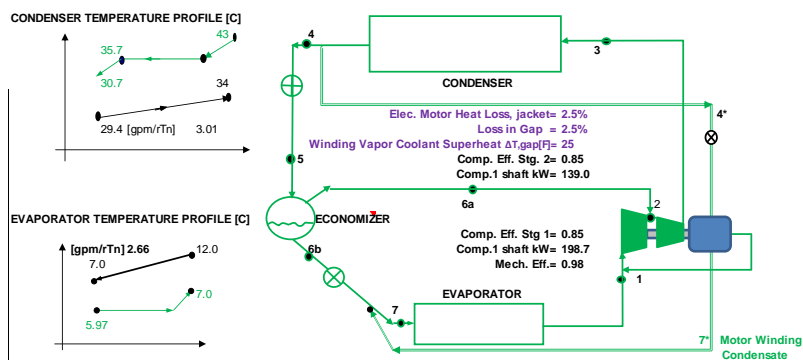 CONDENSER TEMPERATURE PROFILE [C]
43
35.7
30.7
34
29.4 [gpm/rTn] 3.01
4
3
CONDENSER
4*
Elec. Motor Heat Loss, jacket= 2.5%
Loss in Gap = 2.5%
Winding Vapor Coolant Superheat ΔT,gap[F]= 25
Comp. Eff. Stg. 2= 0.85
Comp.1 shaft kW= 139.0
5
6a
2
ECONOMIZER
6b
Comp. Eff. Stg 1= 0.85
Comp.1 shaft kW= 198.7
Mech. Eff.= 0.98
EVAPORATOR TEMPERATURE PROFILE [C]
[gpm/rTn] 2.66
12.0
7.0
7.0
5.97
7
EVAPORATOR
1
7* Motor Winding
Condensate